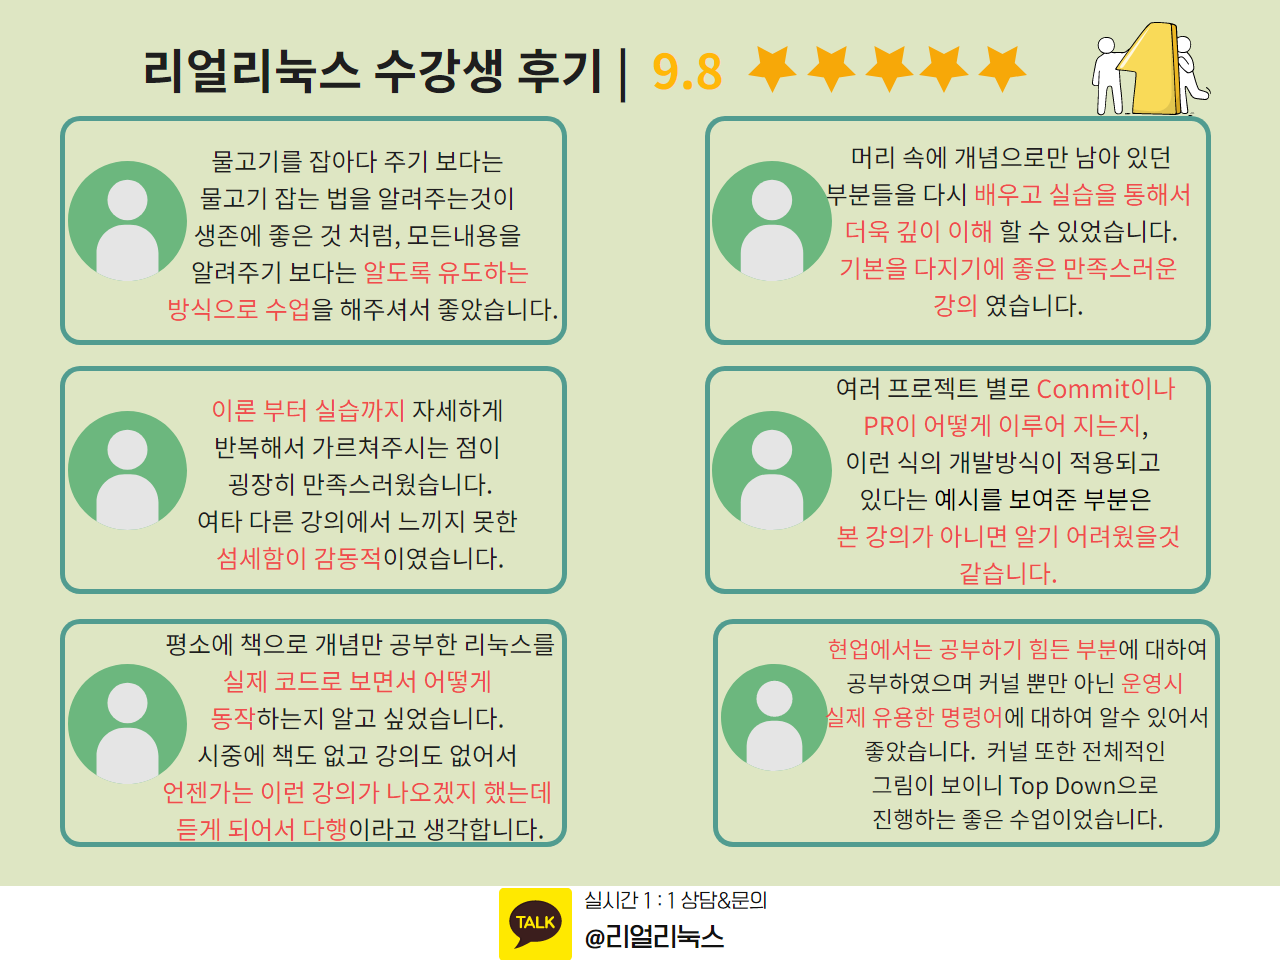 리얼리눅스 수강생 후기 | 9.8
물고기를 잡아다 주기 보다는
물고기 잡는 법을 알려주는것이
생존에 좋은 것 처럼, 모든내용을
알려주기 보다는 알도록 유도하는
방식으로 수업을 해주셔서 좋았습니다.
머리 속에 개념으로만 남아 있던
부분들을 다시 배우고 실습을 통해서
더욱 깊이 이해 할 수 있었습니다.
기본을 다지기에 좋은 만족스러운
강의 였습니다.
이론 부터 실습까지 자세하게
반복해서 가르쳐주시는 점이
굉장히 만족스러웠습니다.
여타 다른 강의에서 느끼지 못한
섬세함이 감동적이였습니다.
여러 프로젝트 별로 Commit이나
PR이 어떻게 이루어 지는지,
이런 식의 개발방식이 적용되고
있다는 예시를 보여준 부분은
본 강의가 아니면 알기 어려웠을것
같습니다.
평소에 책으로 개념만 공부한 리눅스를
실제 코드로 보면서 어떻게
동작하는지 알고 싶었습니다.
시중에 책도 없고 강의도 없어서
언젠가는 이런 강의가 나오겠지 했는데
듣게 되어서 다행이라고 생각합니다.
현업에서는 공부하기 힘든 부분에 대하여
공부하였으며 커널 뿐만 아닌 운영시
실제 유용한 명령어에 대하여 알수 있어서
좋았습니다. 커널 또한 전체적인
그림이 보이니 Top Down으로
진행하는 좋은 수업이었습니다.
TALK
실시간 1 : 1 상담&문의
@리얼리눅스